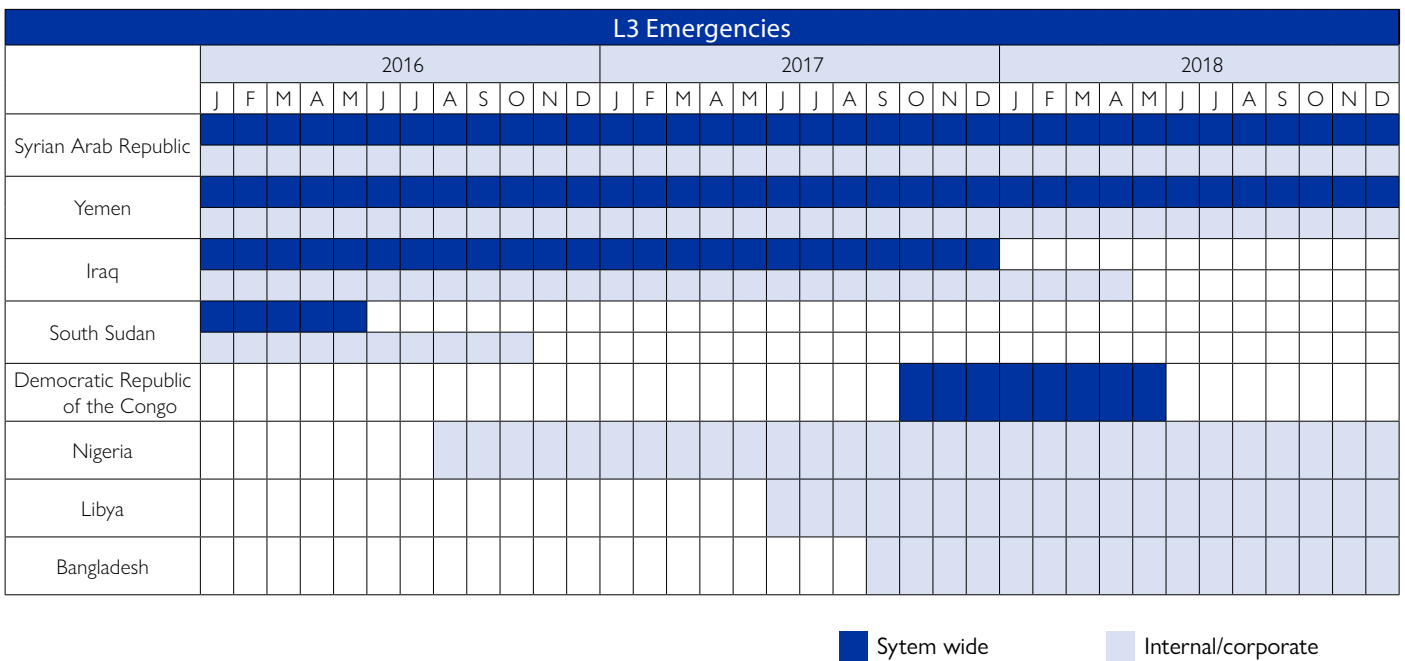 L3 Emergencies
2016 2017 2018
J F M A M J J A S O N D J F M A M J J A S O N D J F M A M J J A S O N D
Syrian Arab Republic
Yemen
Iraq
South Sudan
Democratic Republic
of the Congo
Nigeria
Libya
Bangladesh
Sytem wide Internal/corporate